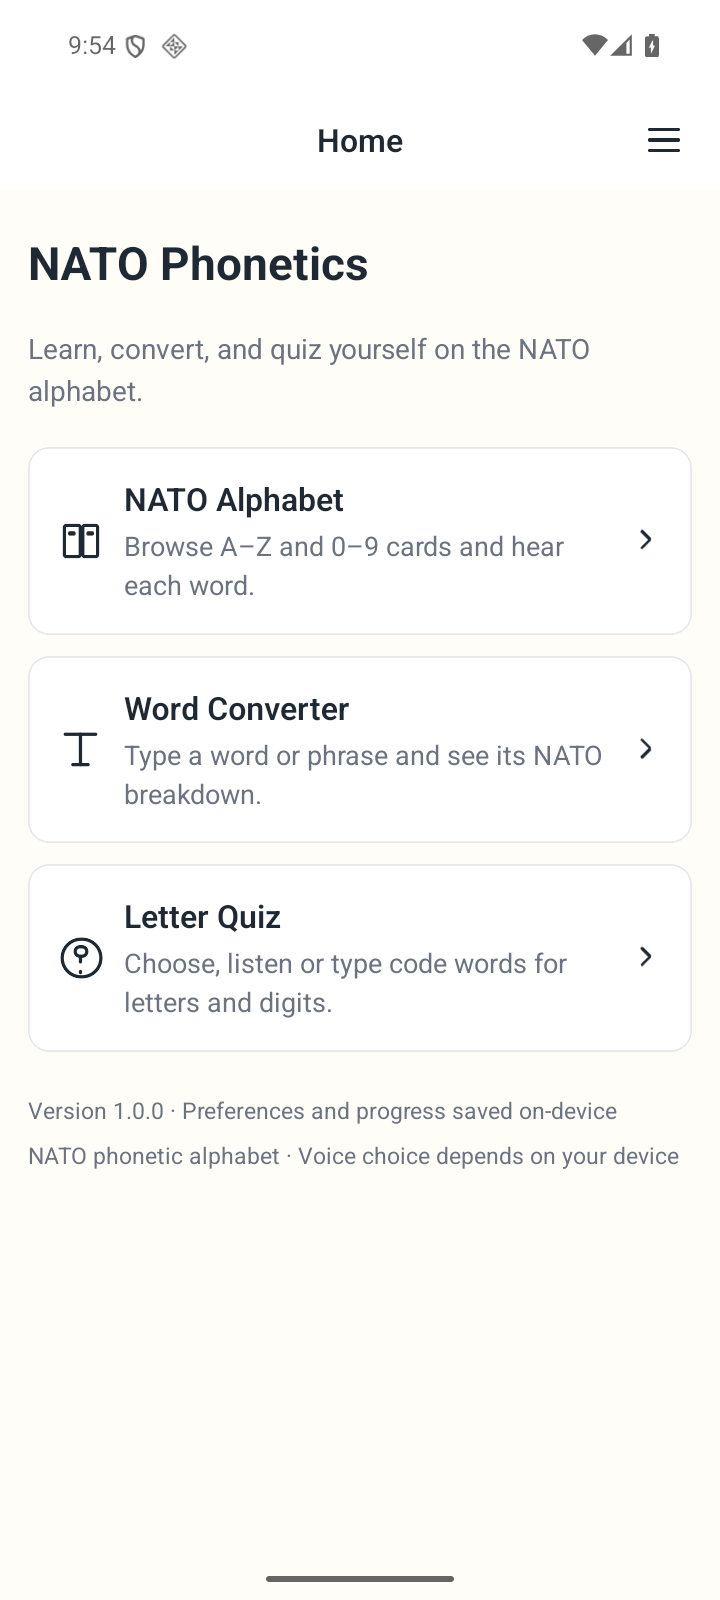 9:54
Home
NATO Phonetics
Learn, convert, and quiz yourself on the NATO
alphabet.
NATO Alphabet
Browse A–Z and 0–9 cards and hear
each word.
Word Converter
Type a word or phrase and see its NATO
breakdown.
Letter Quiz
Choose, listen or type code words for
letters and digits.
Version 1.0.0 · Preferences and progress saved on-device
NATO phonetic alphabet · Voice choice depends on your device